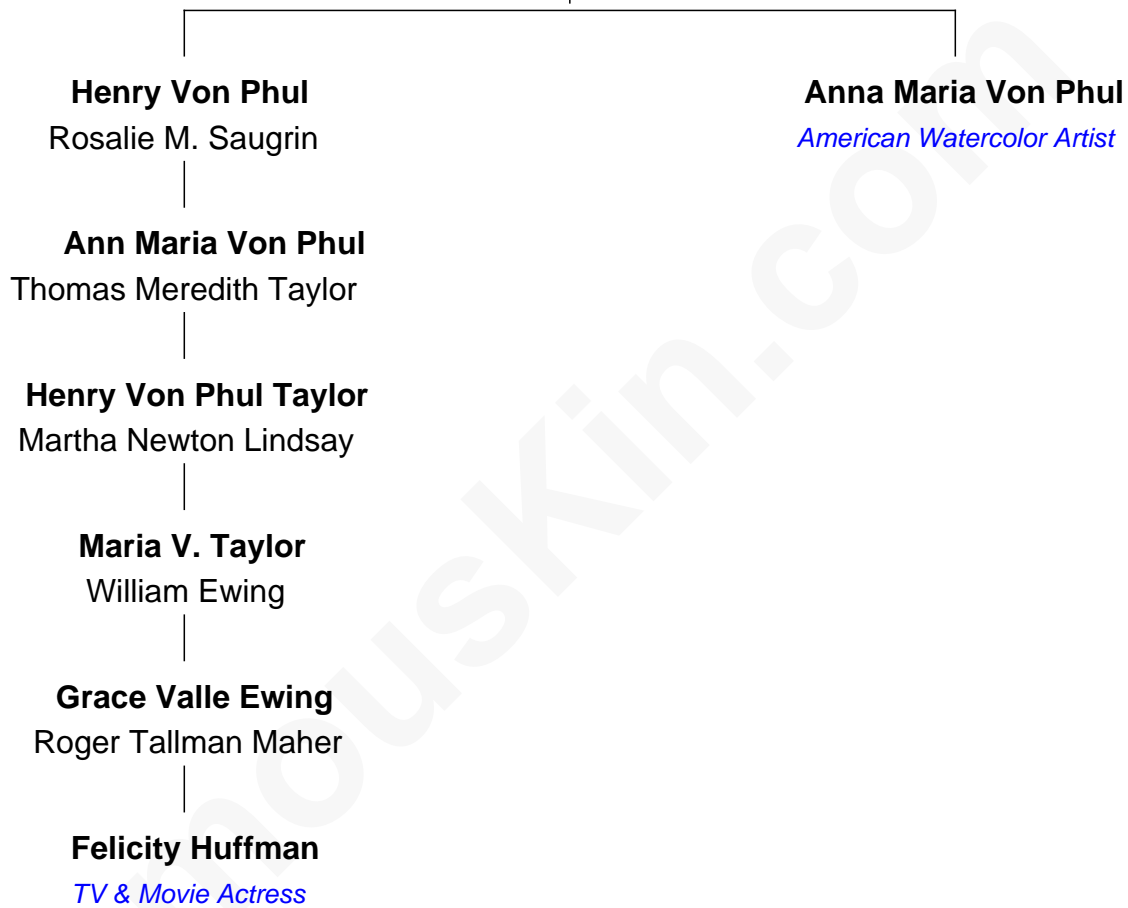 Henry Von Phul
Rosalie M. Saugrin
Anna Maria Von Phul
American Watercolor Artist
Ann Maria Von Phul
Thomas Meredith Taylor
Henry Von Phul Taylor
Martha Newton Lindsay
Maria V. Taylor
William Ewing
Grace Valle Ewing
Roger Tallman Maher
Felicity Huffman
TV & Movie Actress
mouskin.com